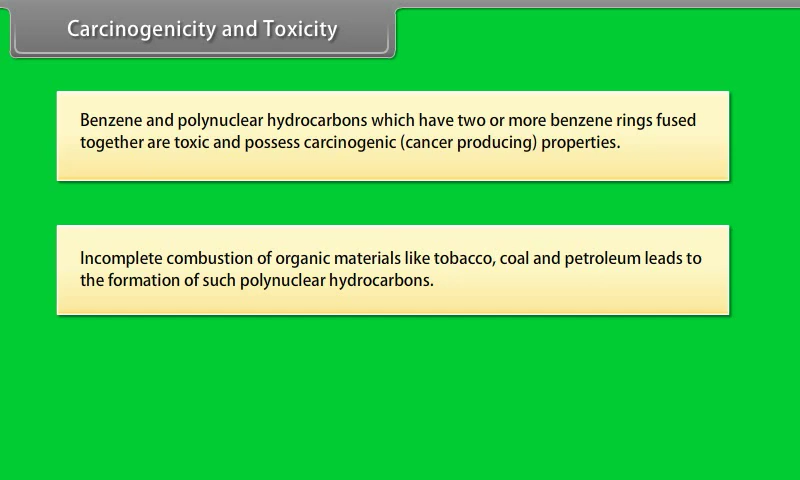 Carcinogenicity and Toxicity
Benzene and polynuclear hydrocarbons which have two or more benzene rings fused
together are toxic and possess carcinogenic (cancer producing) properties.
Incomplete combustion of organic materials like tobacco, coal and petroleum leads to
the formation of such polynuclear hydrocarbons.